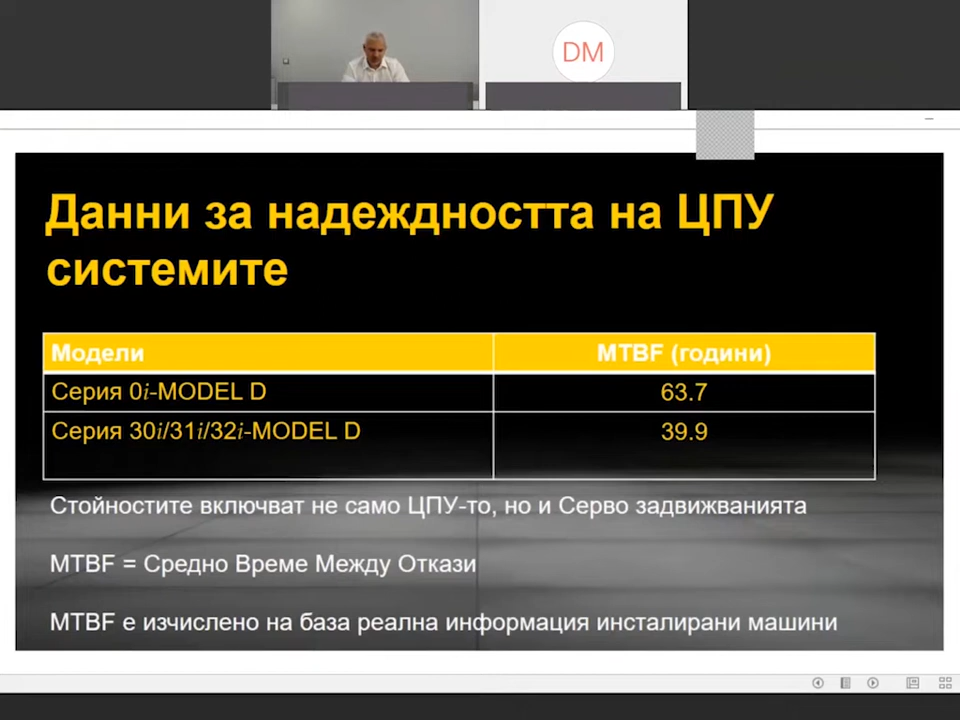 DM
Данни за надеждността на ЦПУ
системите
Модели MTBF (години)
Серия 0i-MODEL D 63.7
Серия 30i/31i/32i-MODEL D 39.9
Стойностите включват не само ЦПУ-то, но и Серво задвижванията
MTBF = Средно Време Между Откази
MTBF е изчислено на база реална информация инсталирани машини